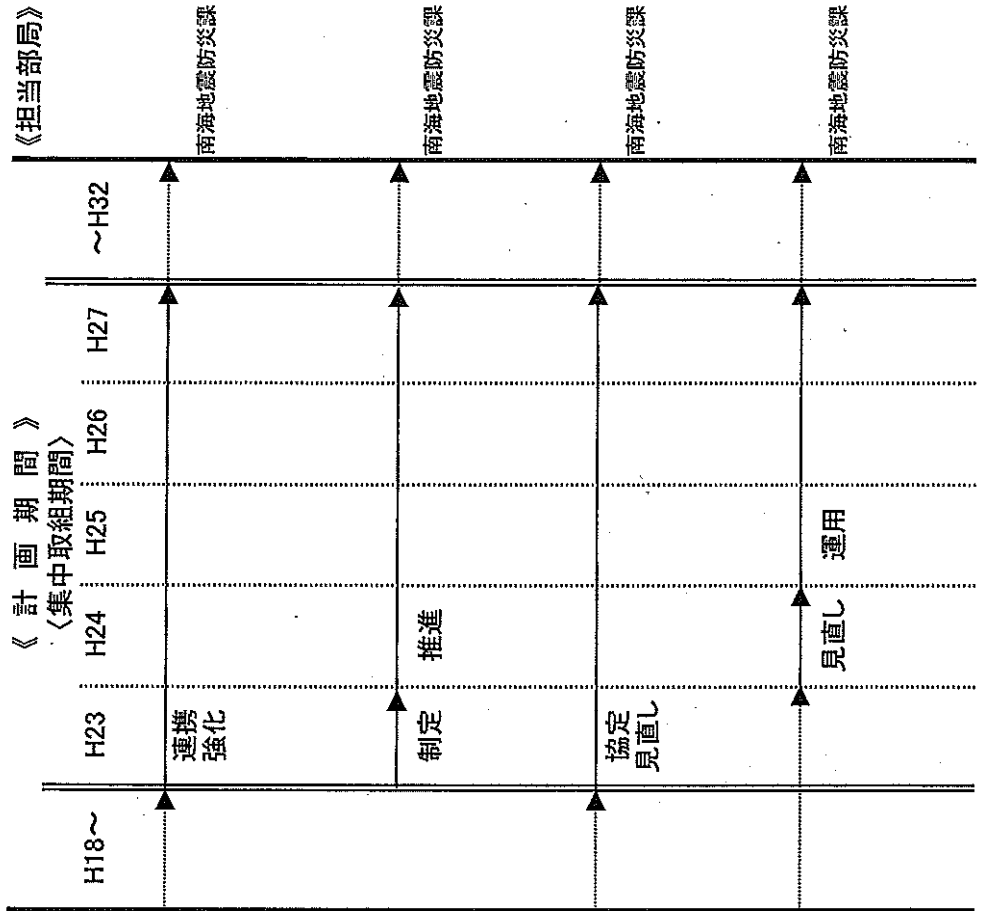 《 計 画 期 間 》
〈集中取組期間〉
《担当部局》
H18～
H23
H24
H25
H26
H27
～H32
連携
強化
南海地震防災課
制定
推進
南海地震防災課
協定
見直し
南海地震防災課
見直し
運用
南海地震防災課